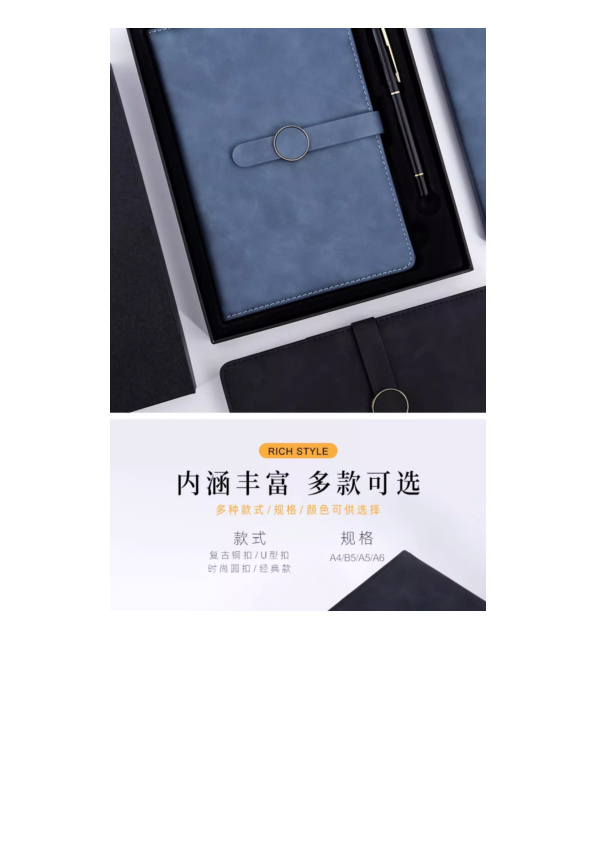 RICH STYLE
内涵丰富 多款可选
多种款式/规格/颜色可供选择
款式
复古铜扣/U型扣
时尚圆扣/经典款
规格
A4/B5/A5/A6